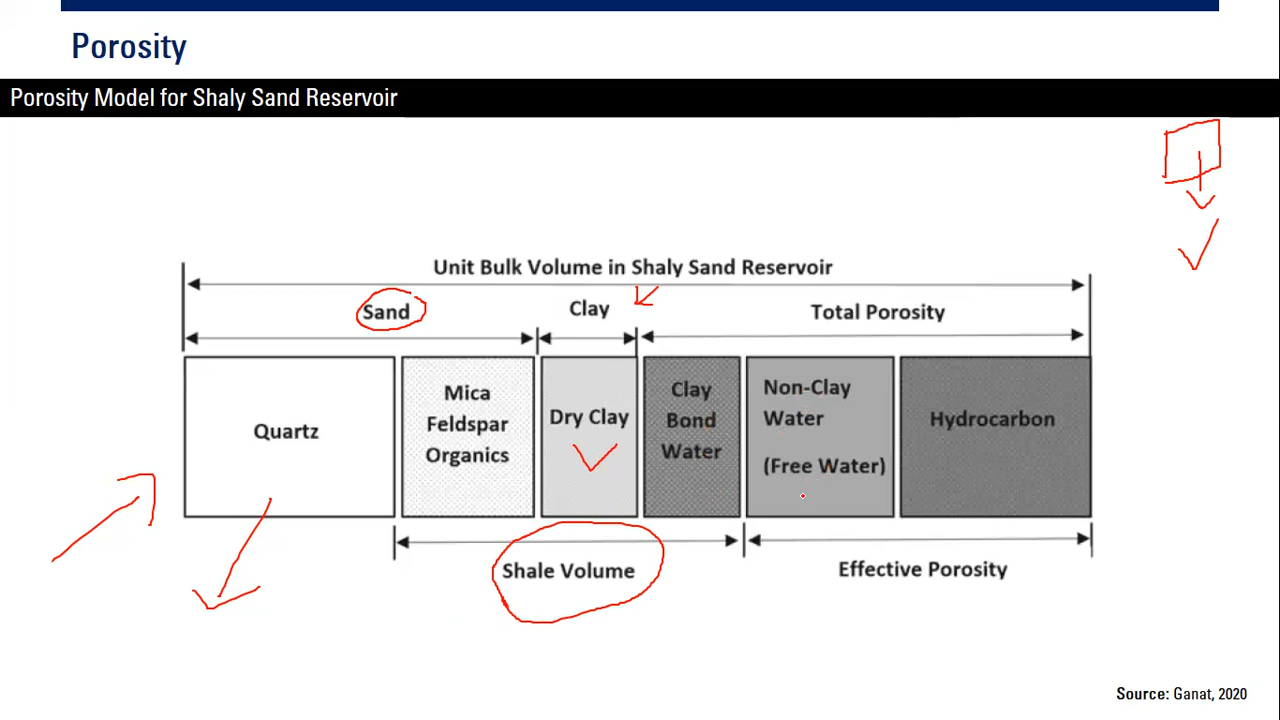 Porosity
Porosity Model for Shaly Sand Reservoir
Unit Bulk Volume in Shaly Sand Reservoir
Sand
Clay
Total Porosity
Quartz
Mica
Feldspar
Organics
Dry Clay
Clay
Bond
Water
Non-Clay
Water
(Free Water)
Hydrocarbon
Shale Volume
Effective Porosity
Source: Ganat, 2020